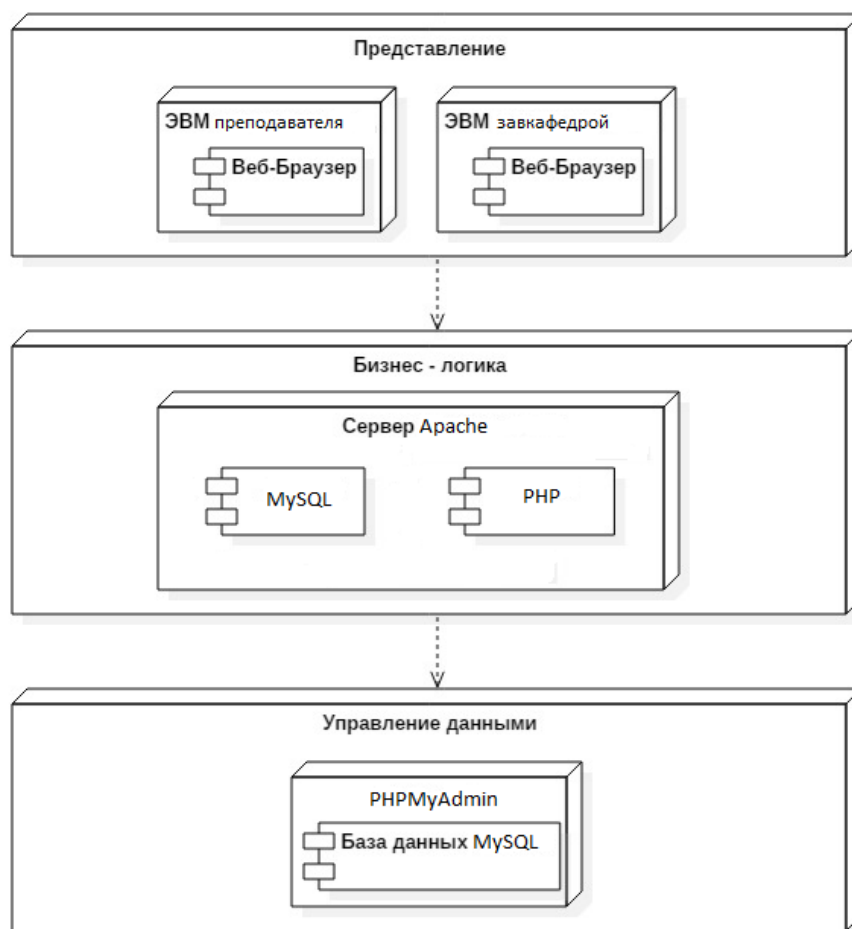 Представление
ЭВМ преподавателя
Веб-Браузер
ЭВМ завкафедрой
Веб-Браузер
Бизнес - логика
Сервер Apache
MySQL
PHP
Управление данными
PHPMyAdmin
База данных MySQL